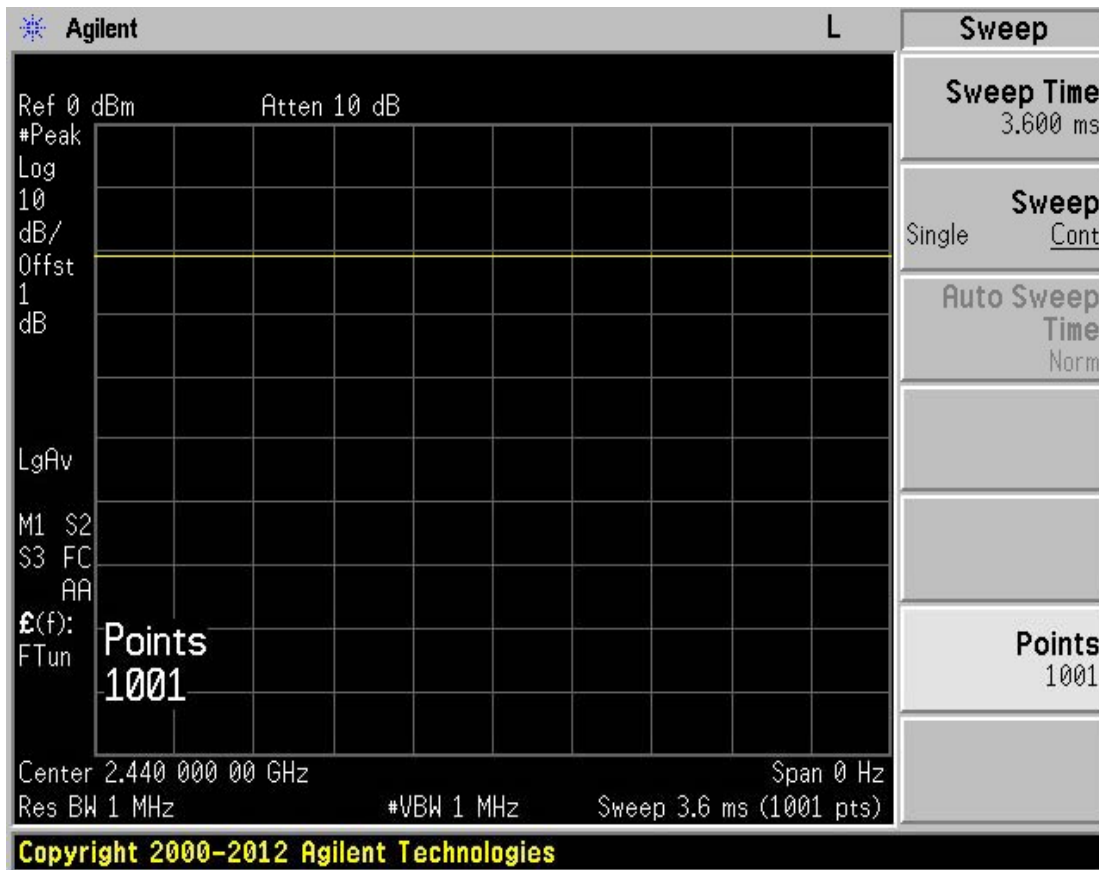 Agilent
L
Ref 0 dBm Atten 10 dB
#Peak
Log
10
dB/
Offst
1
dB
LgAv
M1 S2
S3 FC
AA
£(f):
FTun
Points
1001
Center 2.440 000 00 GHz Span 0 Hz
Res BW 1 MHz #VBW 1 MHz Sweep 3.6 ms (1001 pts)
Copyright 2000-2012 Agilent Technologies
Sweep
Sweep Time
3.600 ms
Sweep
Single Cont
Auto Sweep
Time
Norm
Points
1001